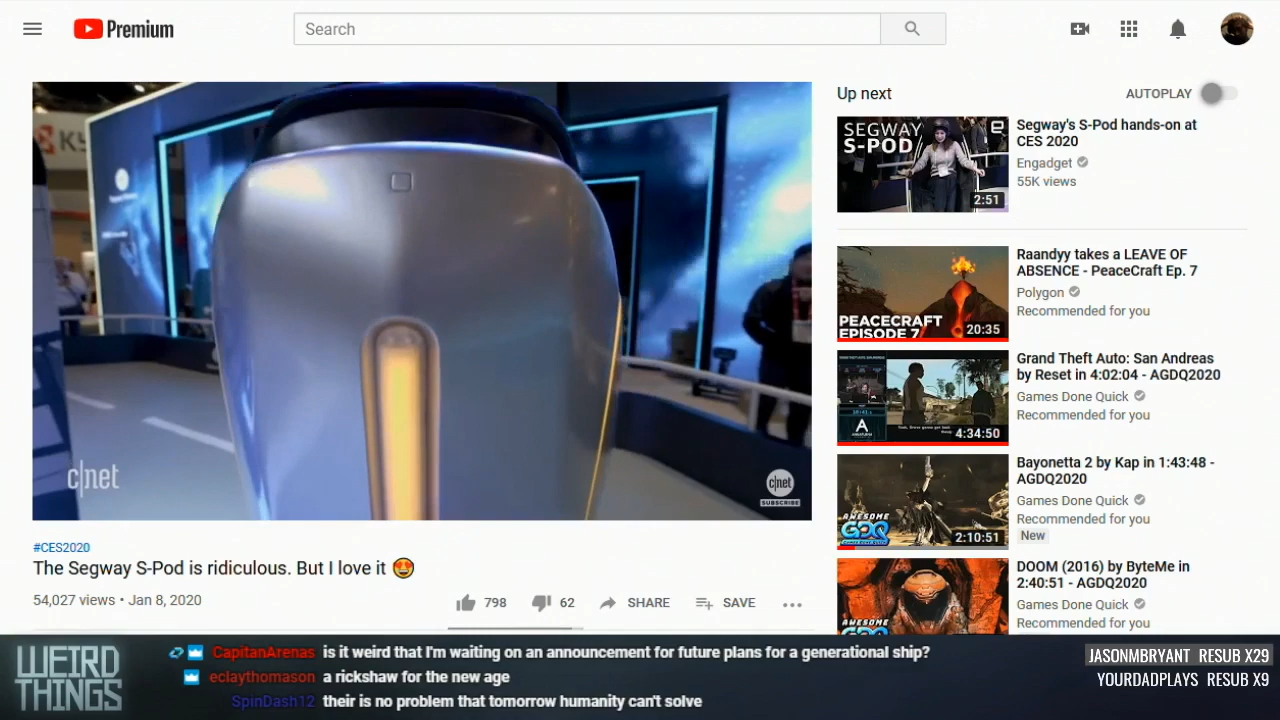 Premium
Search
KY
c|net
c|net
SUBSCRIBE
#CES2020
The Segway S-Pod is ridiculous. But I love it 😍
54,027 views • Jan 8, 2020
798
62
SHARE
SAVE
Up next
AUTOPLAY
SEGWAY
S-POD
2:51
Segway's S-Pod hands-on at
CES 2020
Engadget
55K views
PEACECRAFT
EPISODE 7
20:35
Raandyy takes a LEAVE OF
ABSENCE - PeaceCraft Ep. 7
Polygon
Recommended for you
4:34:50
Grand Theft Auto: San Andreas
by Reset in 4:02:04 - AGDQ2020
Games Done Quick
Recommended for you
AWESOME
GDQ
2:10:51
Bayonetta 2 by Kap in 1:43:48 -
AGDQ2020
Games Done Quick
Recommended for you
New
AWESOME
DOOM (2016) by ByteMe in
2:40:51 - AGDQ2020
Games Done Quick
Recommended for you
WEIRD
THINGS
CapitanArenas is it weird that I'm waiting on an announcement for future plans for a generational ship?
eclaythomason a rickshaw for the new age
SpinDash12 their is no problem that tomorrow humanity can't solve
JASONMBRYANT RESUB X29
YOURDADPLAYS RESUB X9